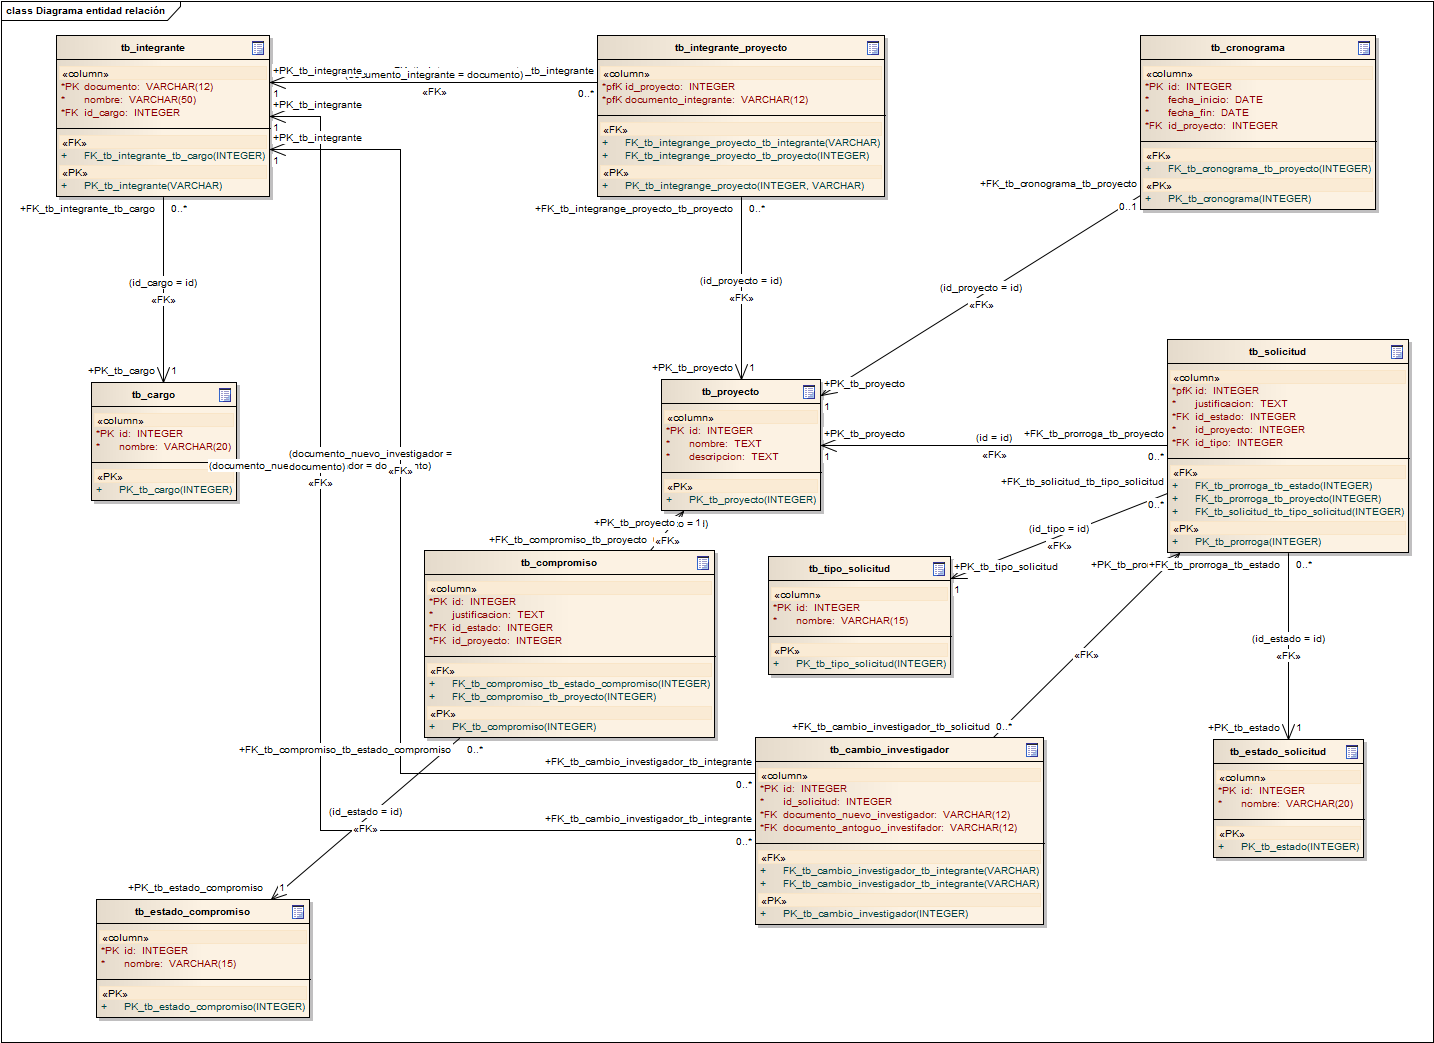 class Diagrama entidad relación
tb_integrante
«column»
*PK documento: VARCHAR(12)
* nombre: VARCHAR(50)
*FK id_cargo: INTEGER
«FK»
+ FK_tb_integrante_tb_cargo(INTEGER)
«PK»
+ PK_tb_integrante(VARCHAR)
+PK_tb_integrante
(documento_integrante = documento)
_tb_integrante
1
«FK»
0..*
+PK_tb_integrante
1
+PK_tb_integrante
1
tb_integrante_proyecto
«column»
*pfK id_proyecto: INTEGER
*pfK documento_integrante: VARCHAR(12)
«FK»
+ FK_tb_integrange_proyecto_tb_integrante(VARCHAR)
+ FK_tb_integrange_proyecto_tb_proyecto(INTEGER)
«PK»
+ PK_tb_integrange_proyecto(INTEGER, VARCHAR)
tb_cronograma
«column»
*PK id: INTEGER
* fecha_inicio: DATE
* fecha_fin: DATE
*FK id_proyecto: INTEGER
«FK»
+ FK_tb_cronograma_tb_proyecto(INTEGER)
«PK»
+ PK_tb_cronograma(INTEGER)
+FK_tb_cronograma_tb_proyecto
0..1
(id_proyecto = id)
«FK»
+PK_tb_proyecto
1
+FK_tb_integrante_tb_cargo
0..*
(id_cargo = id)
«FK»
+PK_tb_cargo
1
+FK_tb_integrange_proyecto_tb_proyecto
0..*
(id_proyecto = id)
«FK»
+PK_tb_proyecto
1
tb_cargo
«column»
*PK id: INTEGER
* nombre: VARCHAR(20)
«PK»
+ PK_tb_cargo(INTEGER)
(documento_nuevo_investigador =
documento)
«FK»
(documento_nue
dor = do
nto)
«FK»
tb_proyecto
«column»
*PK id: INTEGER
* nombre: TEXT
* descripcion: TEXT
«PK»
+ PK_tb_proyecto(INTEGER)
+PK_tb_proyecto
1
(id = id)
«FK»
+FK_tb_prorroga_tb_proyecto
0..*
tb_solicitud
«column»
*pfK id: INTEGER
* justificacion: TEXT
*FK id_estado: INTEGER
* id_proyecto: INTEGER
*FK id_tipo: INTEGER
«FK»
+ FK_tb_prorroga_tb_estado(INTEGER)
+ FK_tb_prorroga_tb_proyecto(INTEGER)
+ FK_tb_solicitud_tb_tipo_solicitud(INTEGER)
«PK»
+ PK_tb_prorroga(INTEGER)
+FK_tb_solicitud_tb_tipo_solicitud
0..*
(id_tipo = id)
«FK»
+PK_tb_tipo_solicitud
1
+PK_tb_proyecto
o = 1
)
+FK_tb_compromiso_tb_proyecto
«FK»
tb_compromiso
«column»
*PK id: INTEGER
* justificacion: TEXT
*FK id_estado: INTEGER
*FK id_proyecto: INTEGER
«FK»
+ FK_tb_compromiso_tb_estado_compromiso(INTEGER)
+ FK_tb_compromiso_tb_proyecto(INTEGER)
«PK»
+ PK_tb_compromiso(INTEGER)
tb_tipo_solicitud
«column»
*PK id: INTEGER
* nombre: VARCHAR(15)
«PK»
+ PK_tb_tipo_solicitud(INTEGER)
+PK_tb_pro
+FK_tb_prorroga_tb_estado
0..*
(id_estado = id)
«FK»
«FK»
+PK_tb_estado
1
+FK_tb_cambio_investigador_tb_solicitud
0..*
+FK_tb_compromiso_tb_estado_compromiso
0..*
+FK_tb_cambio_investigador_tb_integrante
0..*
+FK_tb_cambio_investigador_tb_integrante
0..*
(id_estado = id)
«FK»
+PK_tb_estado_compromiso
1
tb_cambio_investigador
«column»
*PK id: INTEGER
* id_solicitud: INTEGER
*FK documento_nuevo_investigador: VARCHAR(12)
*FK documento_antoguo_investifador: VARCHAR(12)
«FK»
+ FK_tb_cambio_investigador_tb_integrante(VARCHAR)
+ FK_tb_cambio_investigador_tb_integrante(VARCHAR)
«PK»
+ PK_tb_cambio_investigador(INTEGER)
tb_estado_solicitud
«column»
*PK id: INTEGER
* nombre: VARCHAR(20)
«PK»
+ PK_tb_estado(INTEGER)
tb_estado_compromiso
«column»
*PK id: INTEGER
* nombre: VARCHAR(15)
«PK»
+ PK_tb_estado_compromiso(INTEGER)